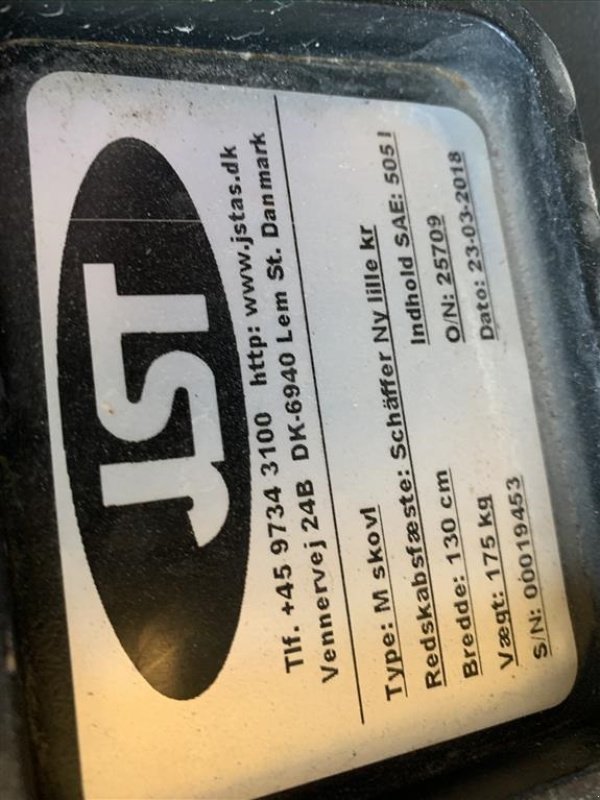 JST
Tlf. +45 9734 3100 http: www.jstas.dk
Vennervej 24B DK-6940 Lem St. Danmark
Type: M skovl
Redskabsfæste: Schäffer Ny lille kr
Bredde: 130 cm Indhold SAE: 505 l
Vægt: 175 kg O/N: 25709
S/N: 00019453 Dato: 23-03-2018